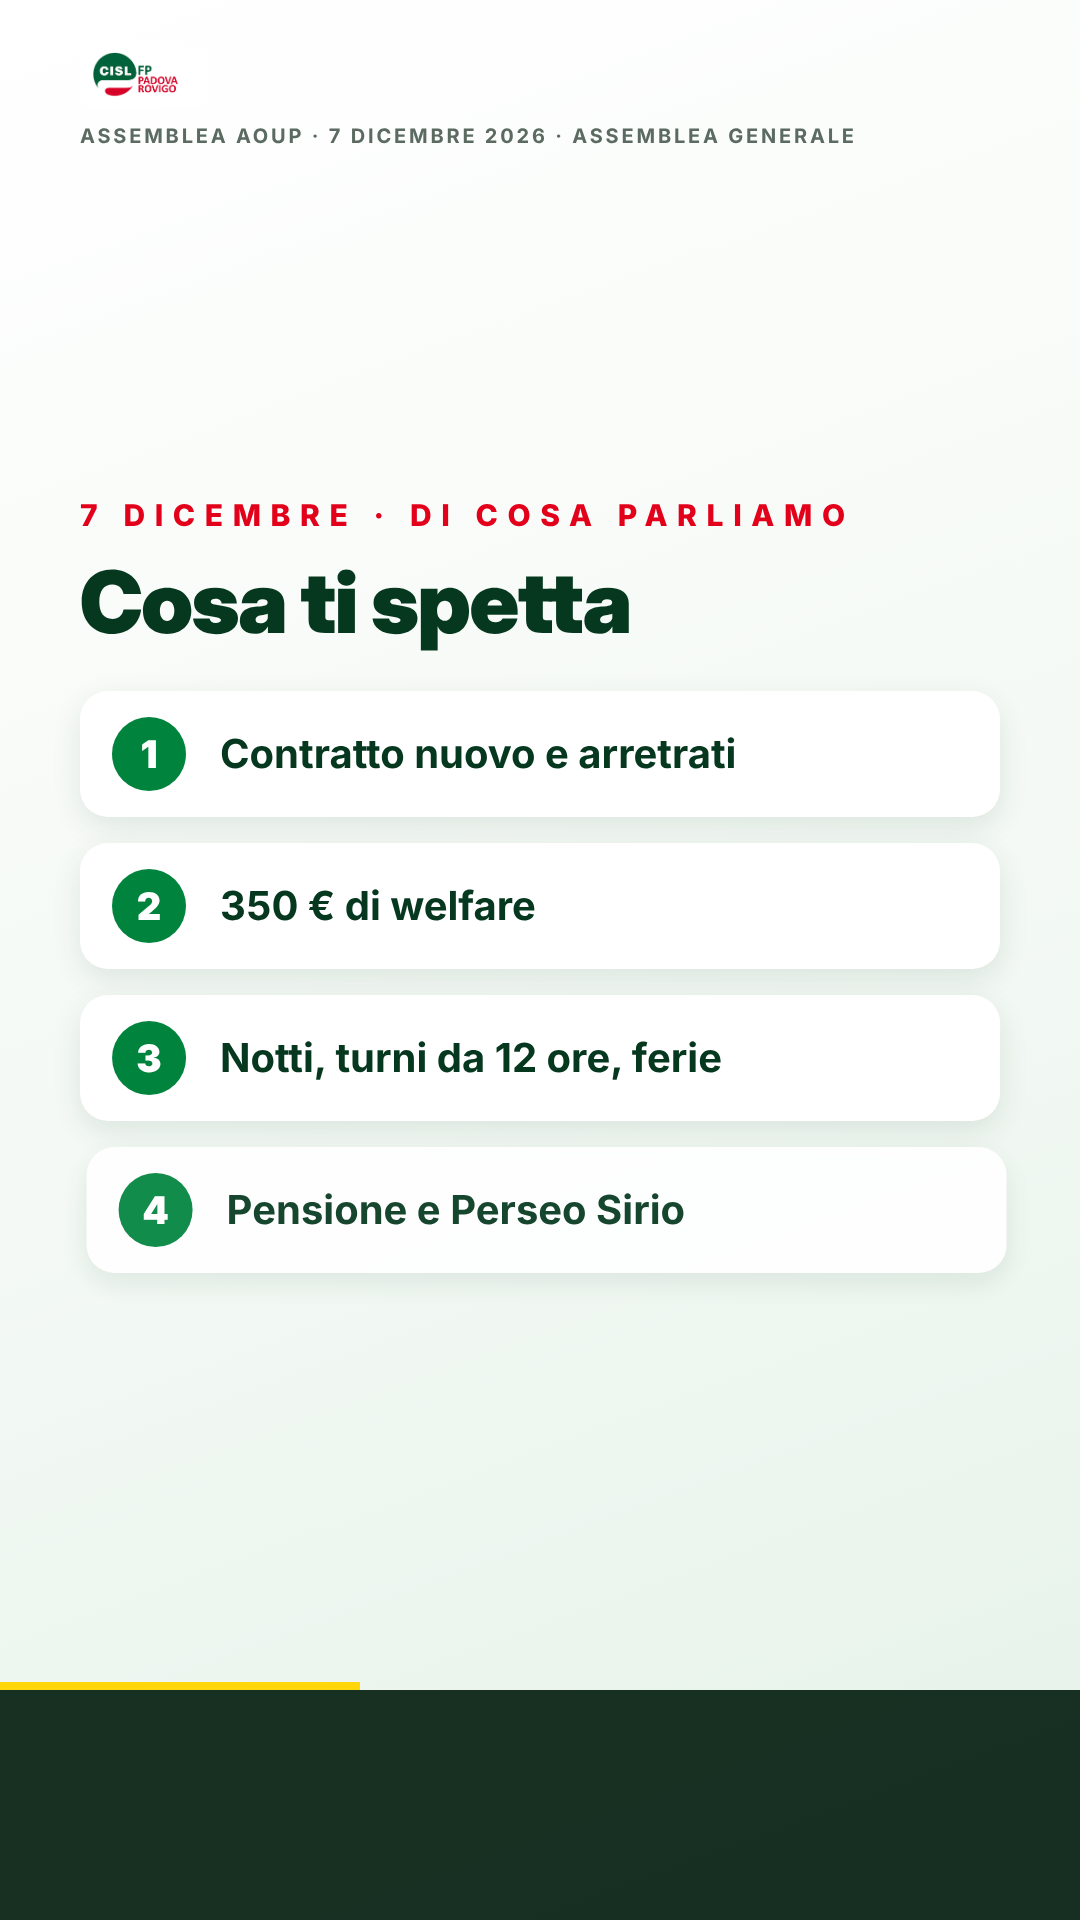 CISL FP
PADOVA
ROVIGO
ASSEMBLEA AOUP · 7 DICEMBRE 2026 · ASSEMBLEA GENERALE
7 DICEMBRE · DI COSA PARLIAMO
Cosa ti spetta
1 Contratto nuovo e arretrati
2 350 € di welfare
3 Notti, turni da 12 ore, ferie
4 Pensione e Perseo Sirio